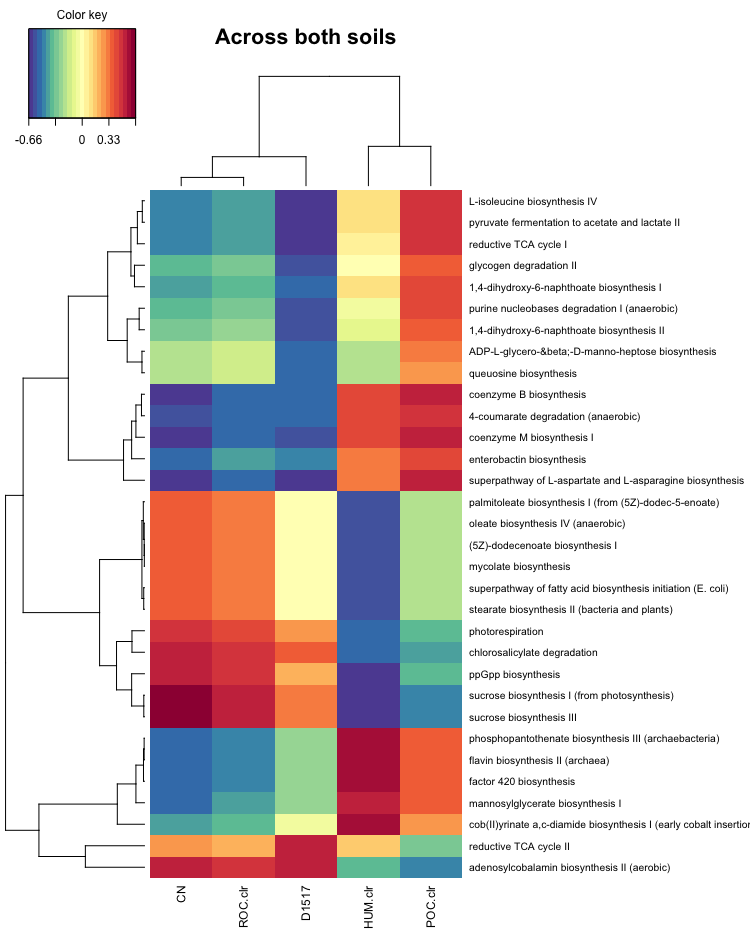 Color key
Across both soils
-0.66 0 0.33
L-isoleucine biosynthesis IV
pyruvate fermentation to acetate and lactate II
reductive TCA cycle I
glycogen degradation II
1,4-dihydroxy-6-naphthoate biosynthesis I
purine nucleobases degradation I (anaerobic)
1,4-dihydroxy-6-naphthoate biosynthesis II
ADP-L-glycero-&beta;-D-manno-heptose biosynthesis
queuosine biosynthesis
coenzyme B biosynthesis
4-coumarate degradation (anaerobic)
coenzyme M biosynthesis I
enterobactin biosynthesis
superpathway of L-aspartate and L-asparagine biosynthesis
palmitoleate biosynthesis I (from (5Z)-dodec-5-enoate)
oleate biosynthesis IV (anaerobic)
(5Z)-dodecenoate biosynthesis I
mycolate biosynthesis
superpathway of fatty acid biosynthesis initiation (E. coli)
stearate biosynthesis II (bacteria and plants)
photorespiration
chlorosalicylate degradation
ppGpp biosynthesis
sucrose biosynthesis I (from photosynthesis)
sucrose biosynthesis III
phosphopantothenate biosynthesis III (archaebacteria)
flavin biosynthesis II (archaea)
factor 420 biosynthesis
mannosylglycerate biosynthesis I
cob(II)yrinate a,c-diamide biosynthesis I (early cobalt insertion
reductive TCA cycle II
adenosylcobalamin biosynthesis II (aerobic)
CN ROC.clr D1517 HUM.clr POC.clr